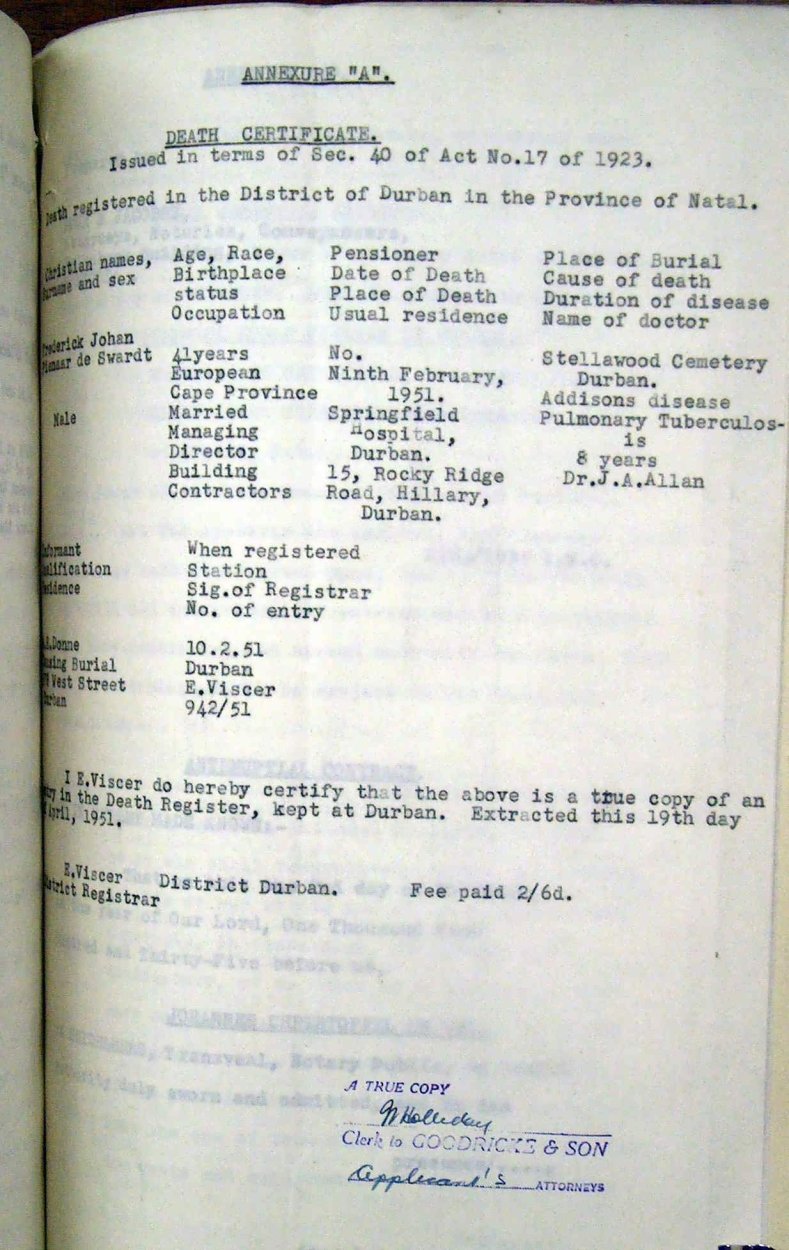 ANNEXURE "A".
DEATH CERTIFICATE.
Issued in terms of Sec. 40 of Act No.17 of 1923.
Death registered in the District of Durban in the Province of Natal.
Christian names, Age, Race, Pensioner Place of Burial
Surname and sex Birthplace Date of Death Cause of death
status Place of Death Duration of disease
Occupation Usual residence Name of doctor
Frederick Johan
Pienaar de Swardt 41years No. Stellawood Cemetery
European Ninth February, Durban.
Cape Province 1951. Addisons disease
Male Married Springfield Pulmonary Tuberculos-
Managing Hospital, is
Director Durban. 8 years
Building 15, Rocky Ridge Dr.J.A.Allan
Contractors Road, Hillary,
Durban.
Informant When registered
Qualification Station
Residence Sig.of Registrar
No. of entry
Donne 10.2.51
Causing Burial Durban
West Street E.Viscer
Durban 942/51
I E.Viscer do hereby certify that the above is a true copy of an
entry in the Death Register, kept at Durban. Extracted this 19th day
of April, 1951.
E.Viscer
District Registrar District Durban. Fee paid 2/6d.
A TRUE COPY
Holliday
Clerk to GOODRICKE & SON
Applicant's ATTORNEYS